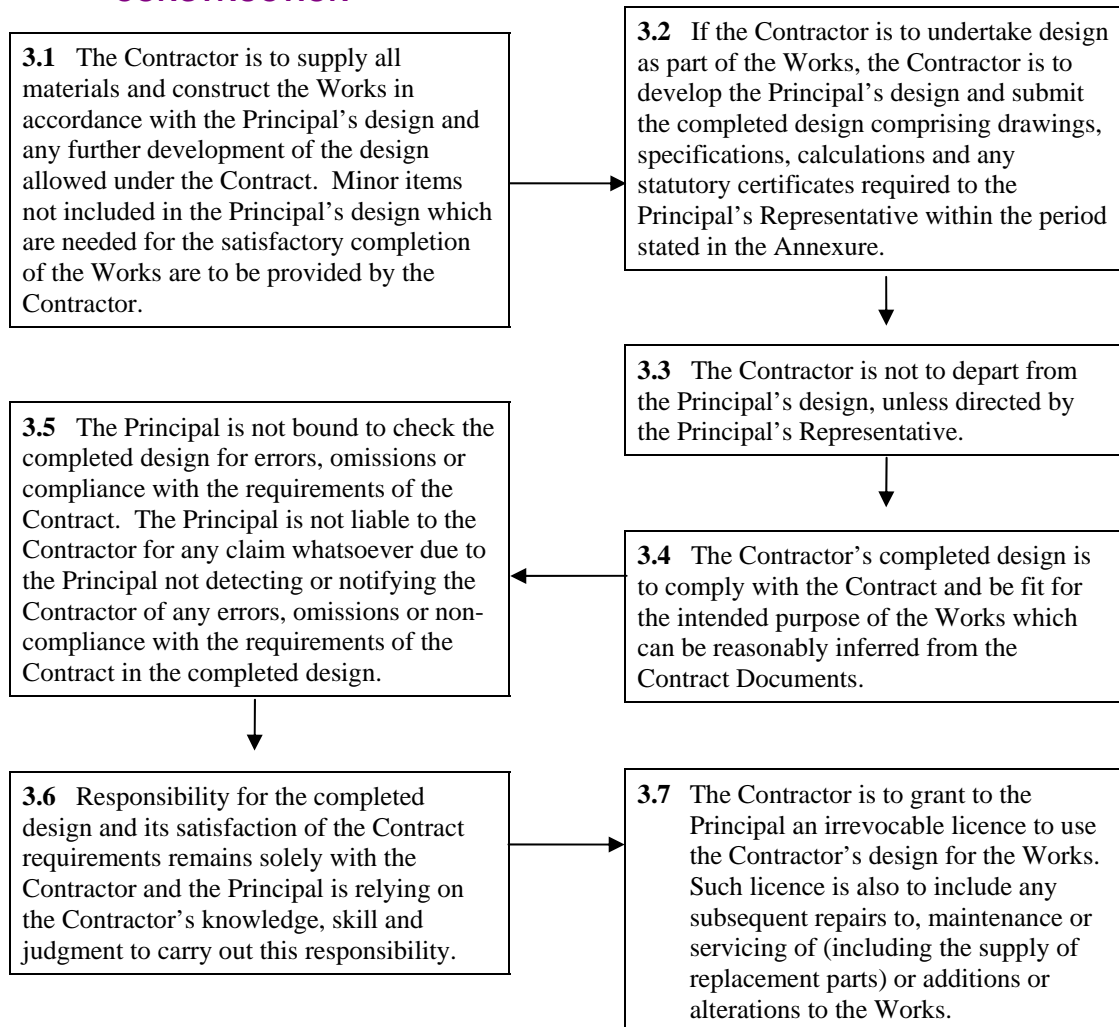 3.1 The Contractor is to supply all
materials and construct the Works in
accordance with the Principal's design and
any further development of the design
allowed under the Contract. Minor items
not included in the Principal's design which
are needed for the satisfactory completion
of the Works are to be provided by the
Contractor.
3.2 If the Contractor is to undertake design
as part of the Works, the Contractor is to
develop the Principal's design and submit
the completed design comprising drawings,
specifications, calculations and any
statutory certificates required to the
Principal's Representative within the period
stated in the Annexure.
3.3 The Contractor is not to depart from
the Principal's design, unless directed by
the Principal's Representative.
3.4 The Contractor's completed design is
to comply with the Contract and be fit for
the intended purpose of the Works which
can be reasonably inferred from the
Contract Documents.
3.5 The Principal is not bound to check the
completed design for errors, omissions or
compliance with the requirements of the
Contract. The Principal is not liable to the
Contractor for any claim whatsoever due to
the Principal not detecting or notifying the
Contractor of any errors, omissions or non-
compliance with the requirements of the
Contract in the completed design.
3.6 Responsibility for the completed
design and its satisfaction of the Contract
requirements remains solely with the
Contractor and the Principal is relying on
the Contractor's knowledge, skill and
judgment to carry out this responsibility.
3.7 The Contractor is to grant to the
Principal an irrevocable licence to use
the Contractor's design for the Works.
Such licence is also to include any
subsequent repairs to, maintenance or
servicing of (including the supply of
replacement parts) or additions or
alterations to the Works.